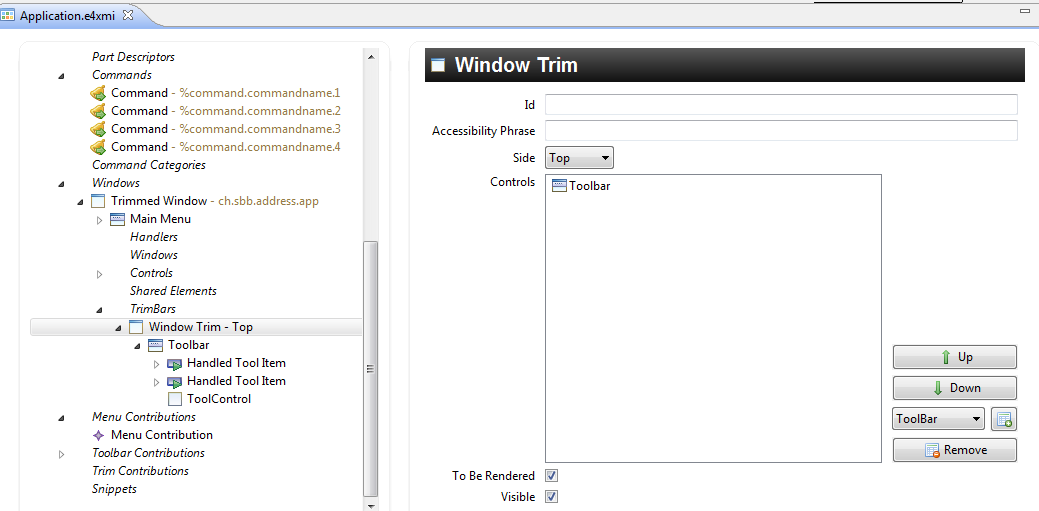 Application.e4xmi
Part Descriptors
Commands
Command - %command.commandname.1
Command - %command.commandname.2
Command - %command.commandname.3
Command - %command.commandname.4
Command Categories
Windows
Trimmed Window - ch.sbb.address.app
Main Menu
Handlers
Windows
Controls
Shared Elements
TrimBars
Window Trim - Top
Toolbar
Handled Tool Item
Handled Tool Item
ToolControl
Menu Contributions
Menu Contribution
Toolbar Contributions
Trim Contributions
Snippets
Window Trim
Id
Accessibility Phrase
Side Top
Controls Toolbar
Up
Down
ToolBar
Remove
To Be Rendered
Visible